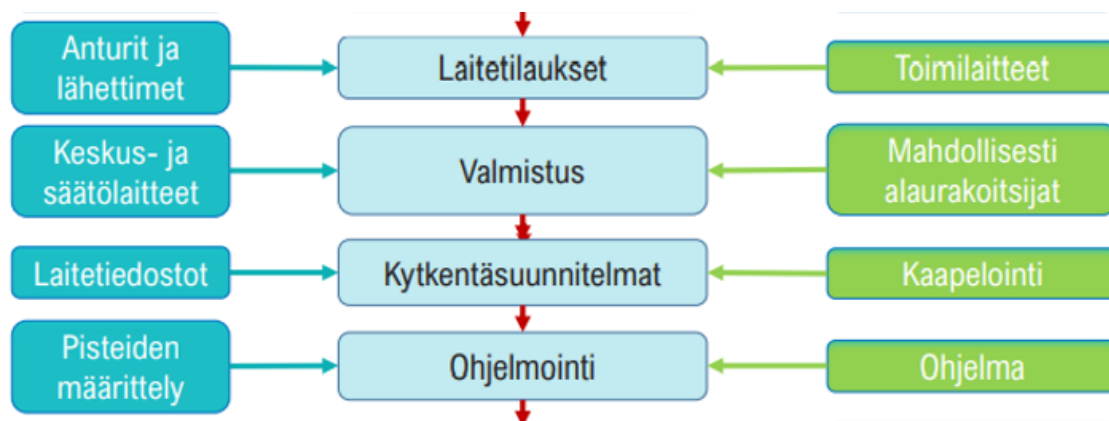 Anturit ja
lähettimet
Laitetilaukset
Toimilaitteet
Keskus- ja
säätölaitteet
Valmistus
Mahdollisesti
alaurakoitsijat
Laitetiedostot
Kytkentäsuunnitelmat
Kaapelointi
Pisteiden
määrittely
Ohjelmointi
Ohjelma